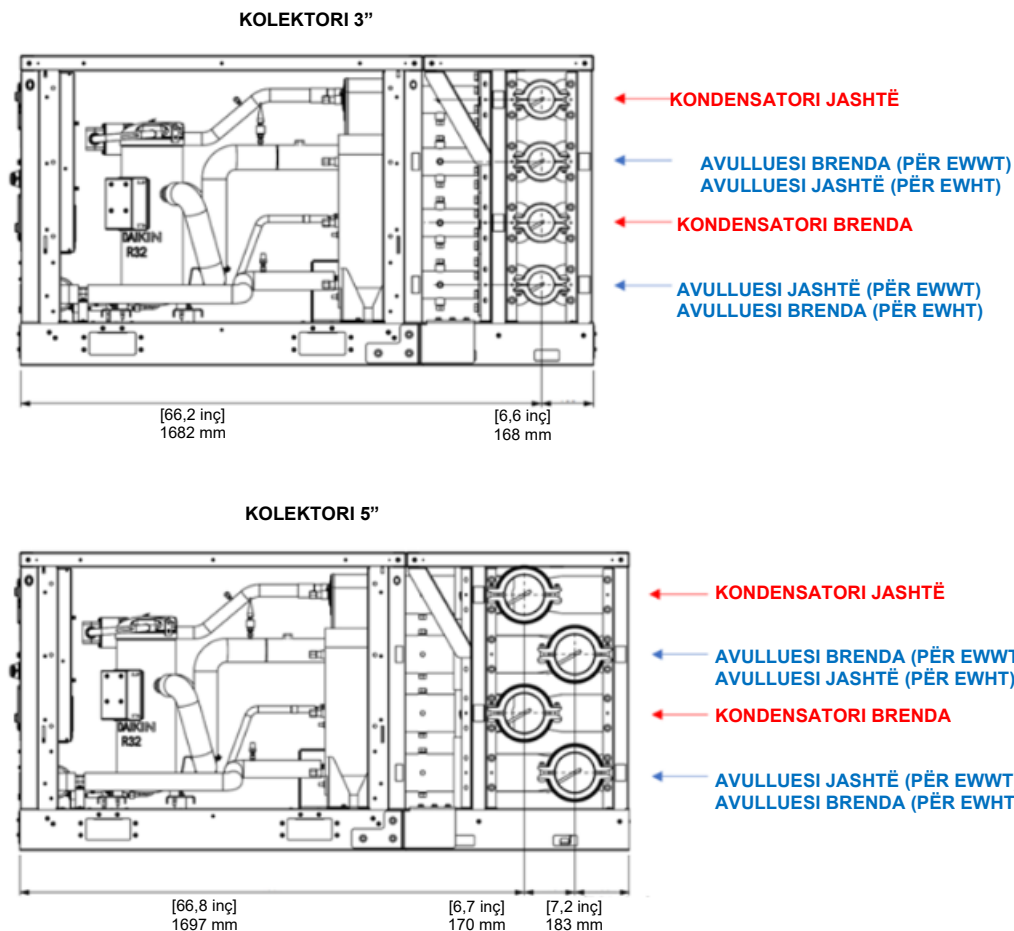 KOLEKTORI 3”
KONDENSATORI JASHTË
AVULLUESI BRENDA (PËR EWWT)
AVULLUESI JASHTË (PËR EWHT)
KONDENSATORI BRENDA
AVULLUESI JASHTË (PËR EWWT)
AVULLUESI BRENDA (PËR EWHT)
DAIKIN
R32
[66,2 inç]
1682 mm
[6,6 inç]
168 mm
KOLEKTORI 5”
KONDENSATORI JASHTË
AVULLUESI BRENDA (PËR EWWT
AVULLUESI JASHTË (PËR EWHT)
KONDENSATORI BRENDA
AVULLUESI JASHTË (PËR EWWT
AVULLUESI BRENDA (PËR EWHT
DAIKIN
R32
[66,8 inç]
1697 mm
[6,7 inç]
170 mm
[7,2 inç]
183 mm